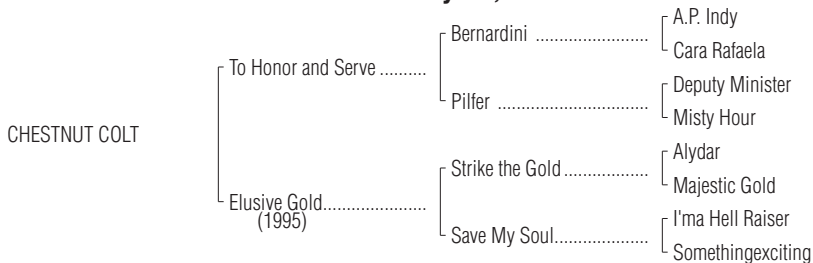 A.P. Indy
Bernardini
Cara Rafaela
To Honor and Serve
Deputy Minister
Pilfer
Misty Hour
CHESTNUT COLT
Alydar
Strike the Gold
Majestic Gold
Elusive Gold
(1995)
I'ma Hell Raiser
Save My Soul
Somethingexciting